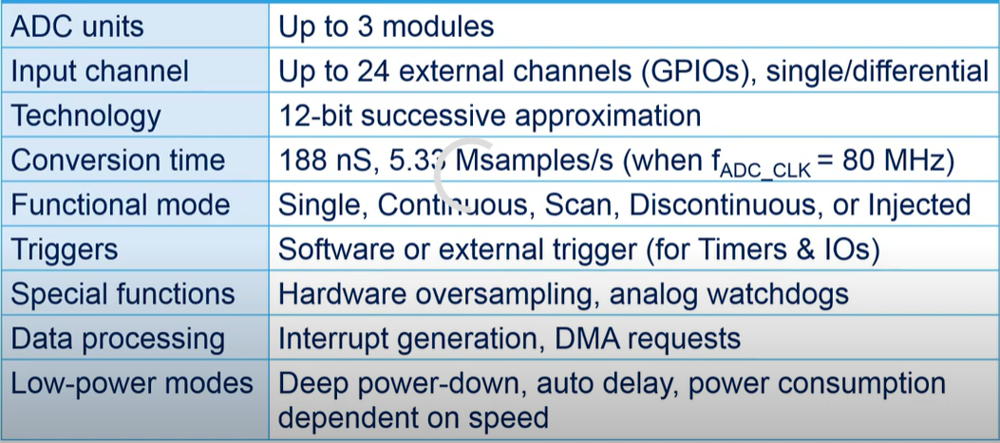 ADC units Up to 3 modules
Input channel Up to 24 external channels (GPIOs), single/differential
Technology 12-bit successive approximation
Conversion time 188 nS, 5.33 Msamples/s (when fADC_CLK = 80 MHz)
Functional mode Single, Continuous, Scan, Discontinuous, or Injected
Triggers Software or external trigger (for Timers & IOs)
Special functions Hardware oversampling, analog watchdogs
Data processing Interrupt generation, DMA requests
Low-power modes Deep power-down, auto delay, power consumption
dependent on speed